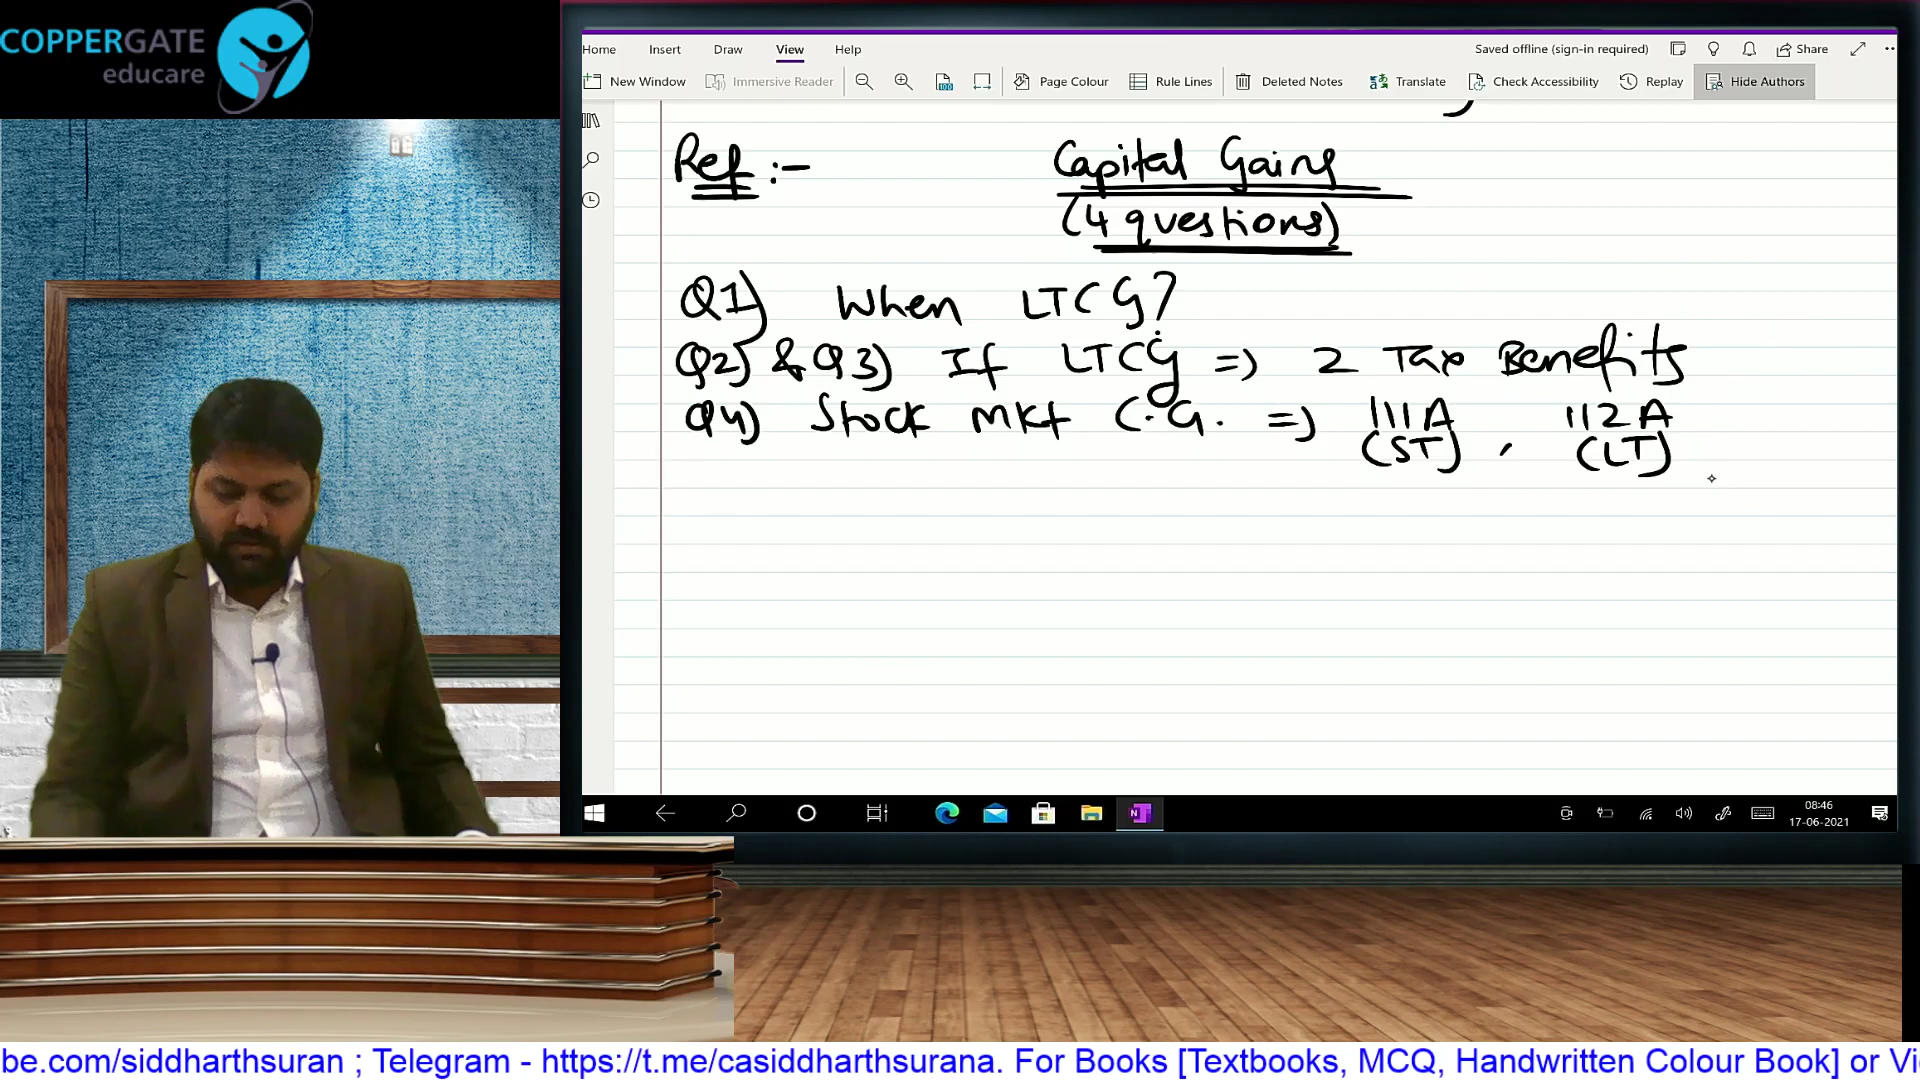 COPPERGATE
educare
Home Insert Draw View Help Saved offline (sign-in required) Share
New Window Immersive Reader 100 Page Colour Rule Lines Deleted Notes Translate Check Accessibility Replay Hide Authors
Ref :- Capital Gains
(4 questions)
Q1) When LTCG?
Q2) & Q3) If LTCG => 2 Tax Benefits
Q4) Stock Mkt C.G. => 111A (ST) , 112A (LT)
08:46
17-06-2021
be.com/siddharthsuran ; Telegram - https://t.me/casiddharthsurana. For Books [Textbooks, MCQ, Handwritten Colour Book] or Vi